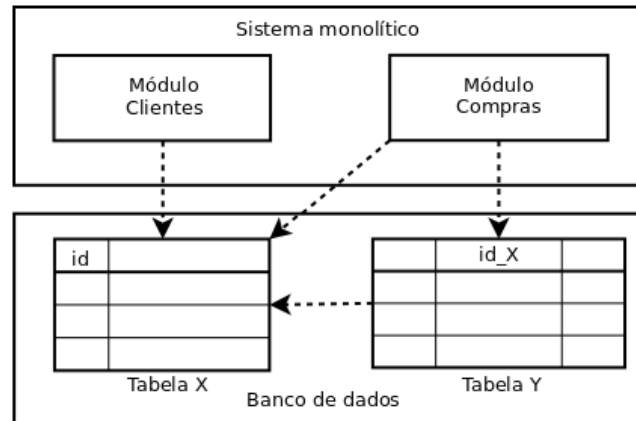 Sistema monolítico
Módulo
Clientes
Módulo
Compras
id
id_X
Tabela X
Tabela Y
Banco de dados